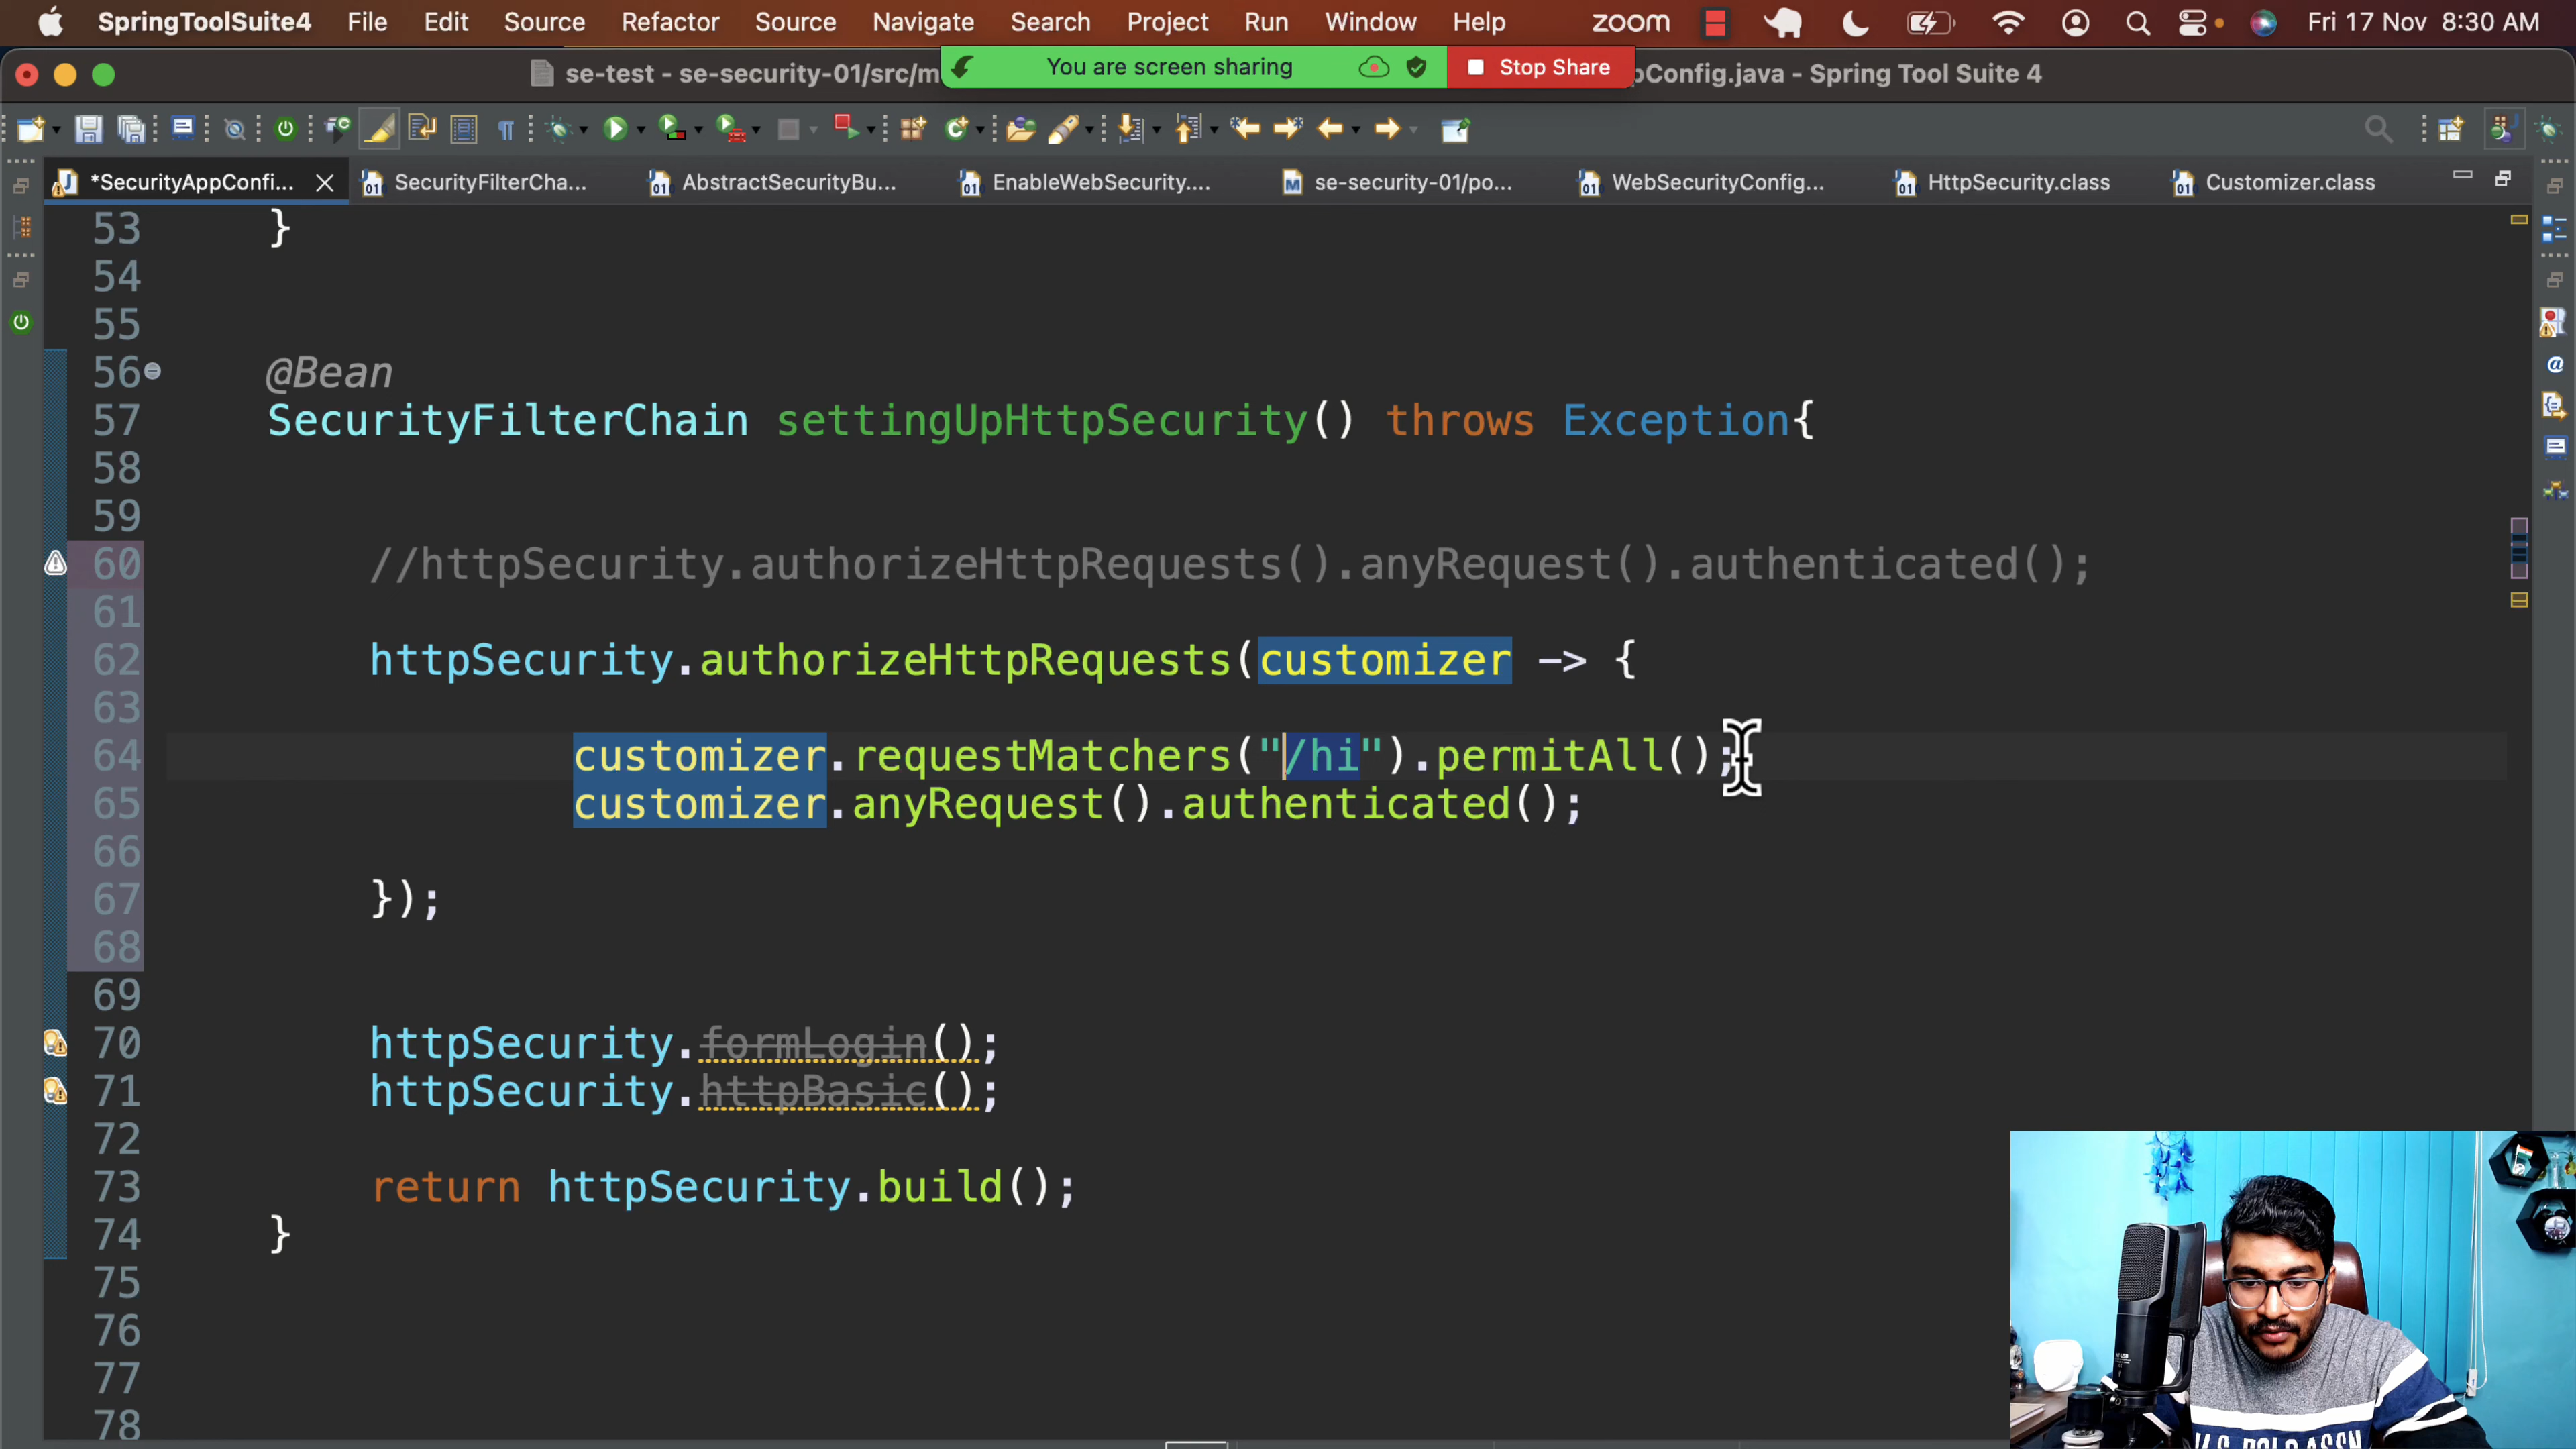 SpringToolSuite4 File Edit Source Refactor Source Navigate Search Project Run Window Help zoom Fri 17 Nov 8:30 AM
se-test - se-security-01/src/m You are screen sharing Stop Share pConfig.java - Spring Tool Suite 4
*SecurityAppConfi... SecurityFilterCha... AbstractSecurityBu... EnableWebSecurity.... se-security-01/po... WebSecurityConfig... HttpSecurity.class Customizer.class
53 }
54
55
56 @Bean
57 SecurityFilterChain settingUpHttpSecurity() throws Exception{
58
59
60 //httpSecurity.authorizeHttpRequests().anyRequest().authenticated();
61
62 httpSecurity.authorizeHttpRequests(customizer -> {
63
64 customizer.requestMatchers("/hi").permitAll();
65 customizer.anyRequest().authenticated();
66
67 });
68
69
70 httpSecurity.formLogin();
71 httpSecurity.httpBasic();
72
73 return httpSecurity.build();
74 }
75
76
77
78